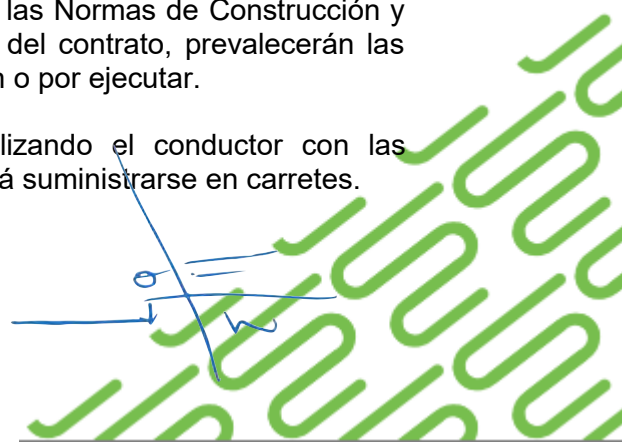 las Normas de Construcción y
del contrato, prevalecerán las
o por ejecutar.
lizando el conductor con las
suministrarse en carretes.